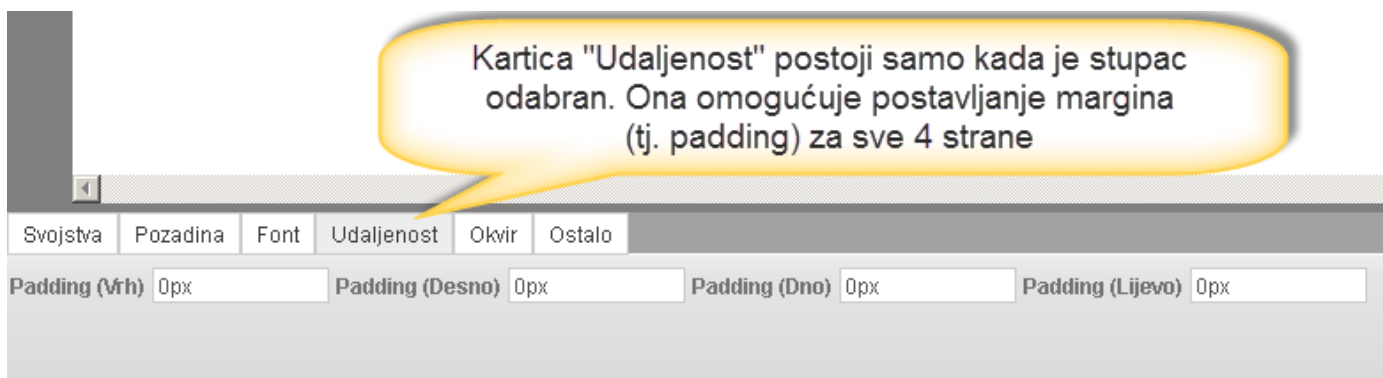 Kartica "Udaljenost" postoji samo kada je stupac
odabran. Ona omogućuje postavljanje margina
(tj. padding) za sve 4 strane
Svojstva Pozadina Font Udaljenost Okvir Ostalo
Padding (Vrh) 0px Padding (Desno) 0px Padding (Dno) 0px Padding (Lijevo) 0px